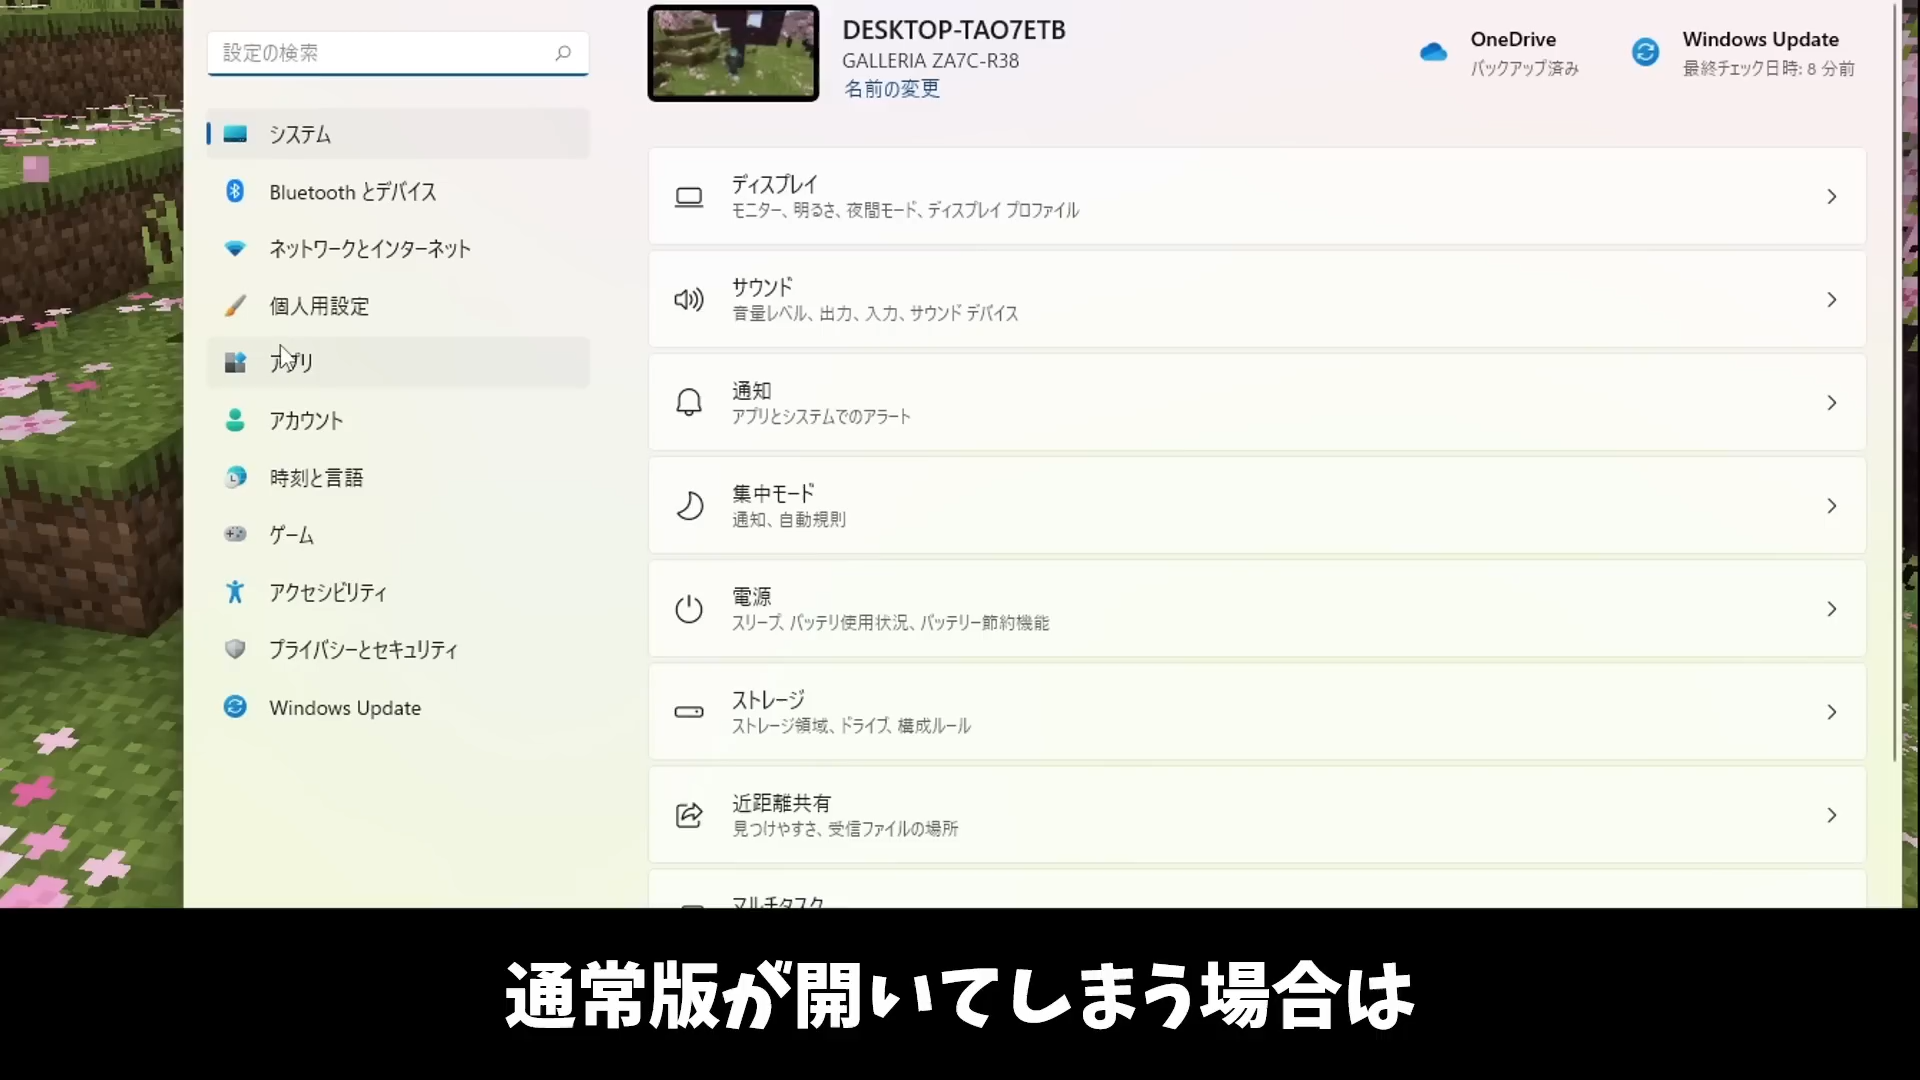 設定の検索
システム
Bluetooth とデバイス
ネットワークとインターネット
個人用設定
アプリ
アカウント
時刻と言語
ゲーム
アクセシビリティ
プライバシーとセキュリティ
Windows Update
DESKTOP-TAO7ETB
GALLERIA ZA7C-R38
名前の変更
OneDrive
バックアップ済み
Windows Update
最終チェック日時: 8 分前
ディスプレイ
モニター、明るさ、夜間モード、ディスプレイ プロファイル
サウンド
音量レベル、出力、入力、サウンド デバイス
通知
アプリとシステムでのアラート
集中モード
通知、自動規則
電源
スリープ、バッテリ使用状況、バッテリー節約機能
ストレージ
ストレージ領域、ドライブ、構成ルール
近距離共有
見つけやすさ、受信ファイルの場所
マルチタスク
通常版が開いてしまう場合は